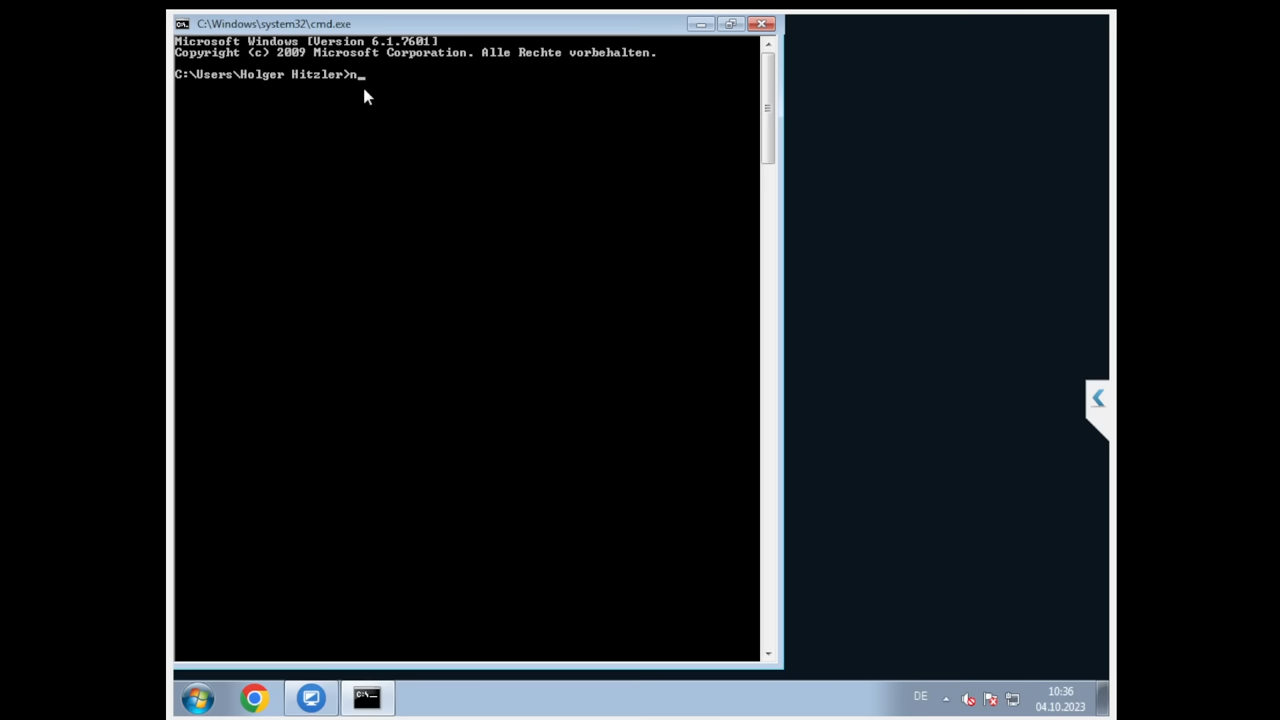 C:\Windows\system32\cmd.exe
Microsoft Windows [Version 6.1.7601]
Copyright (c) 2009 Microsoft Corporation. Alle Rechte vorbehalten.
C:\Users\Holger Hitzler>n_
DE
10:36
04.10.2023